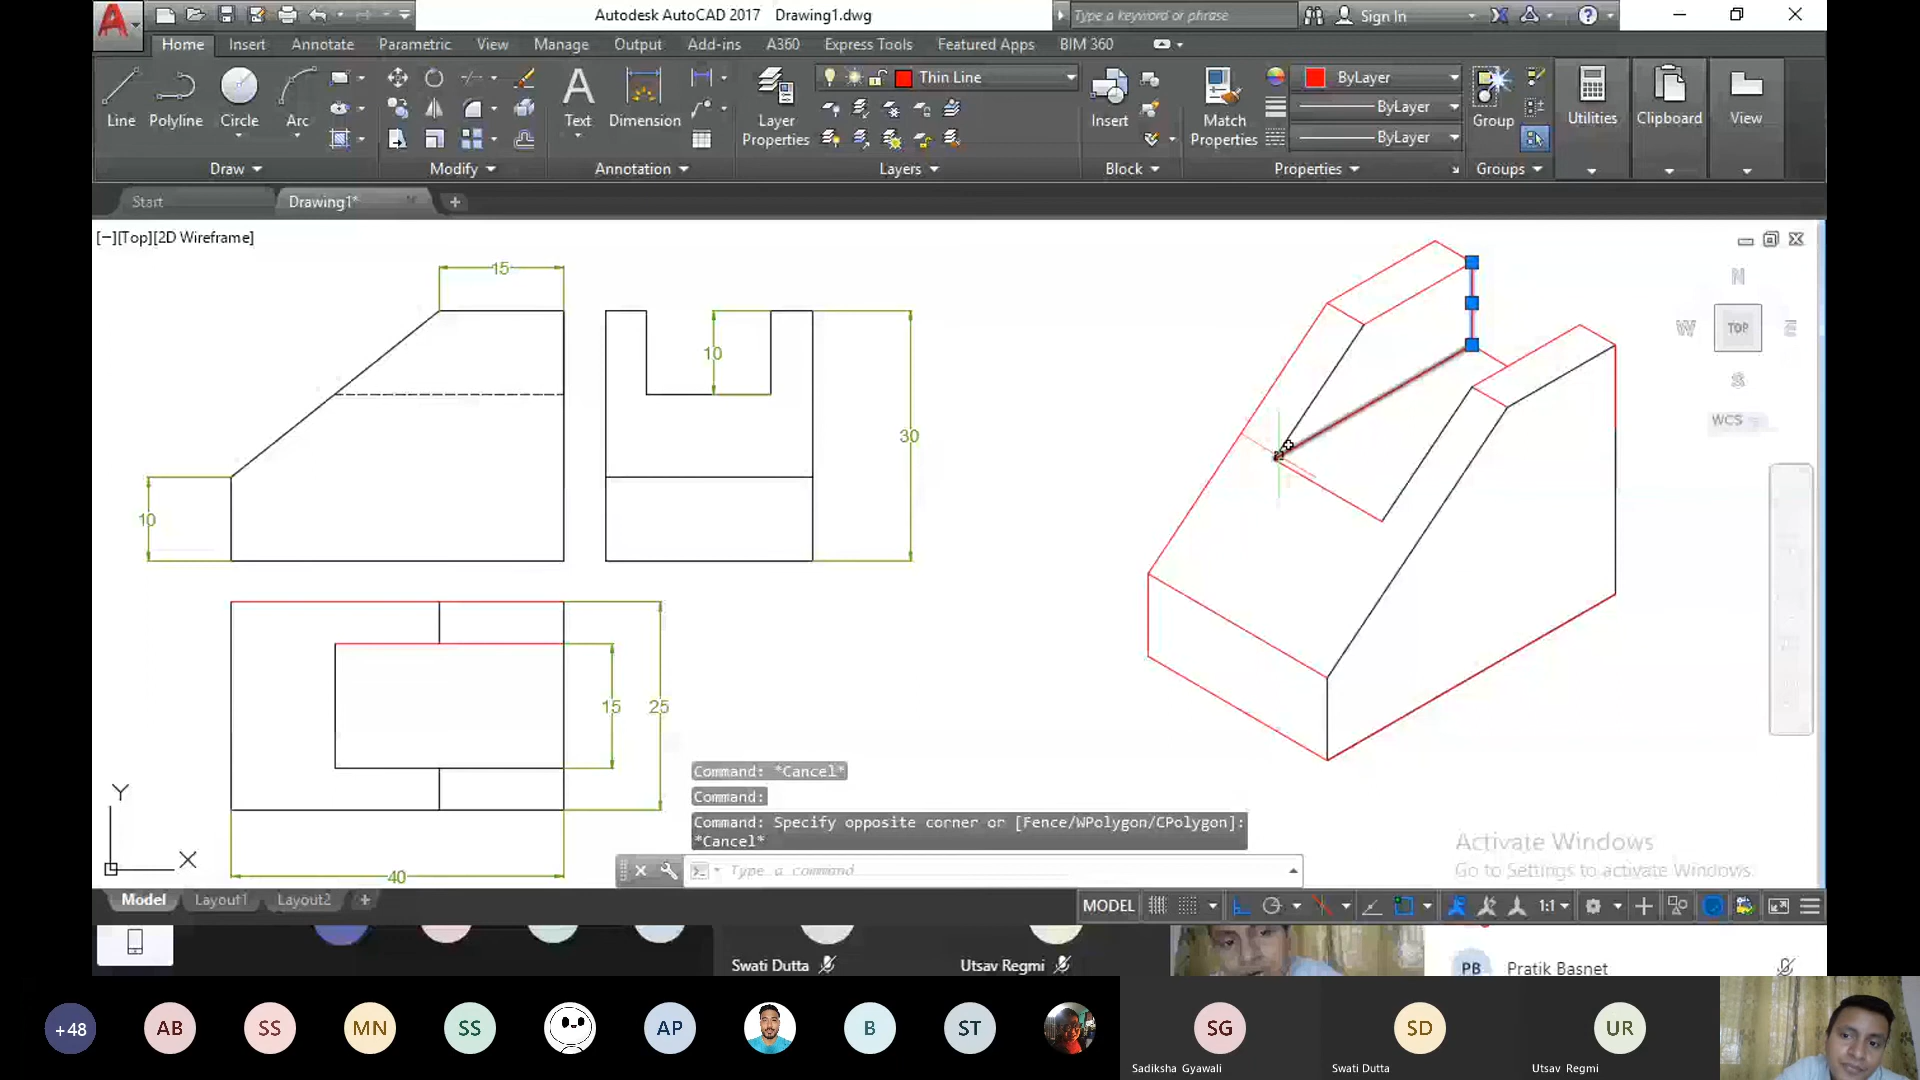 Autodesk AutoCAD 2017 Drawing1.dwg
Type a keyword or phrase
Sign In
Home Insert Annotate Parametric View Manage Output Add-ins A360 Express Tools Featured Apps BIM 360
Thin Line
ByLayer
ByLayer
ByLayer
Line Polyline Circle Arc
Text Dimension
Layer Properties
Insert
Match Properties
Group
Utilities Clipboard View
Draw Modify Annotation Layers Block Properties Groups
Start Drawing1*
[−][Top][2D Wireframe]
15
10
30
10
15
25
40
N
W TOP E
S
WCS
Y
X
Command: *Cancel*
Command:
Command: Specify opposite corner or [Fence/WPolygon/CPolygon]:
*Cancel*
Type a command
Activate Windows
Go to Settings to activate Windows.
Model Layout1 Layout2
MODEL
1:1
Swati Dutta
Utsav Regmi
PB Pratik Basnet
+48 AB SS MN SS AP B ST SG SD UR
Sadiksha Gyawali
Swati Dutta
Utsav Regmi